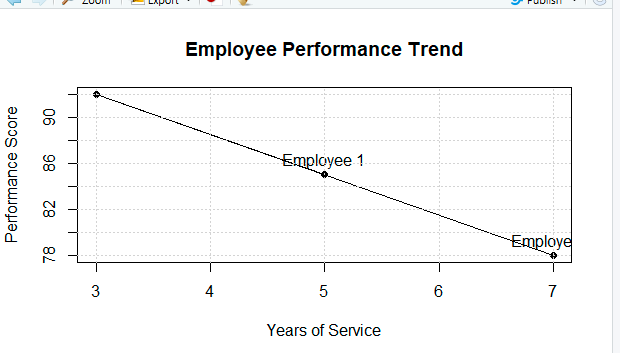 Zoom Export Publish
Employee Performance Trend
Performance Score
90
86
82
78
Employee 1
Employe
3 4 5 6 7
Years of Service